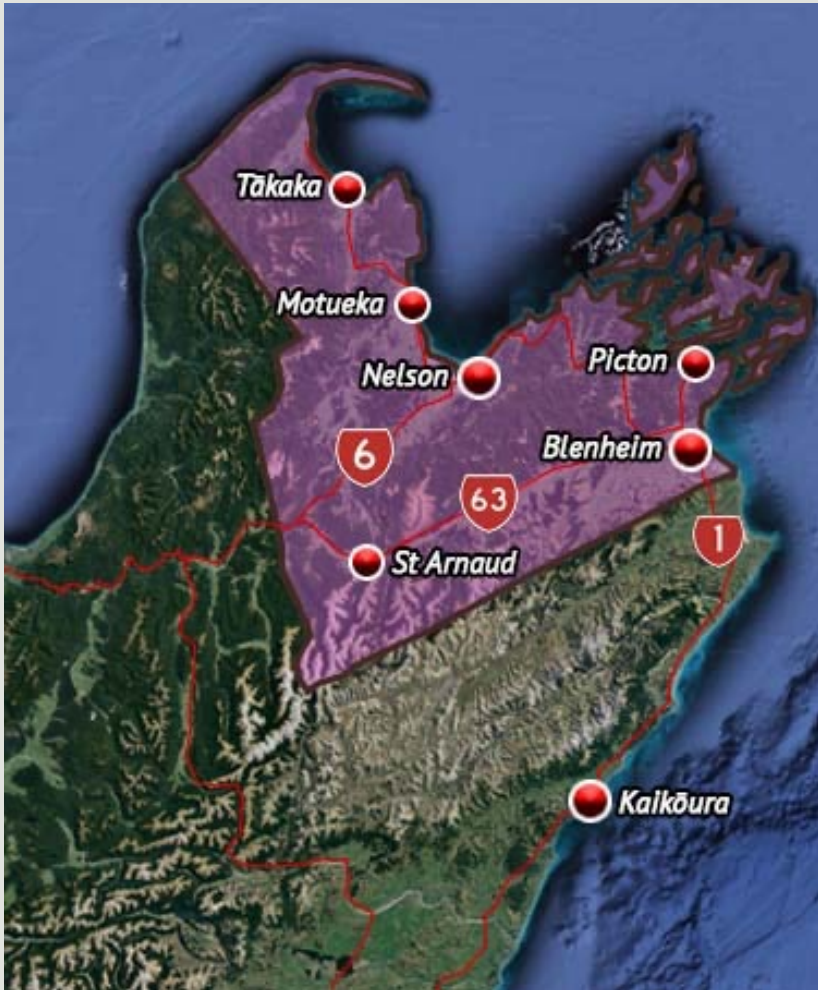 Tākaka
Motueka
Nelson
Picton
6
Blenheim
63
1
St Arnaud
Kaikōura